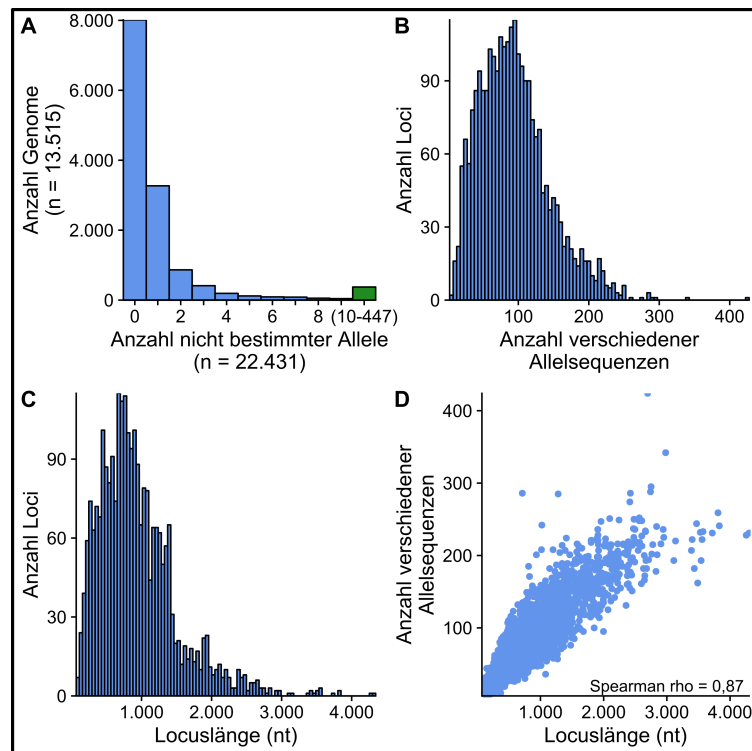 A
8.000
6.000
4.000
2.000
0
Anzahl Genome
(n = 13.515)
0 2 4 6 8 (10-447)
Anzahl nicht bestimmter Allele
(n = 22.431)
B
90
60
30
0
Anzahl Loci
100 200 300 400
Anzahl verschiedener
Allelsequenzen
C
90
60
30
0
Anzahl Loci
1.000 2.000 3.000 4.000
Locuslänge (nt)
D
400
300
200
100
Anzahl verschiedener
Allelsequenzen
Spearman rho = 0,87
1.000 2.000 3.000 4.000
Locuslänge (nt)